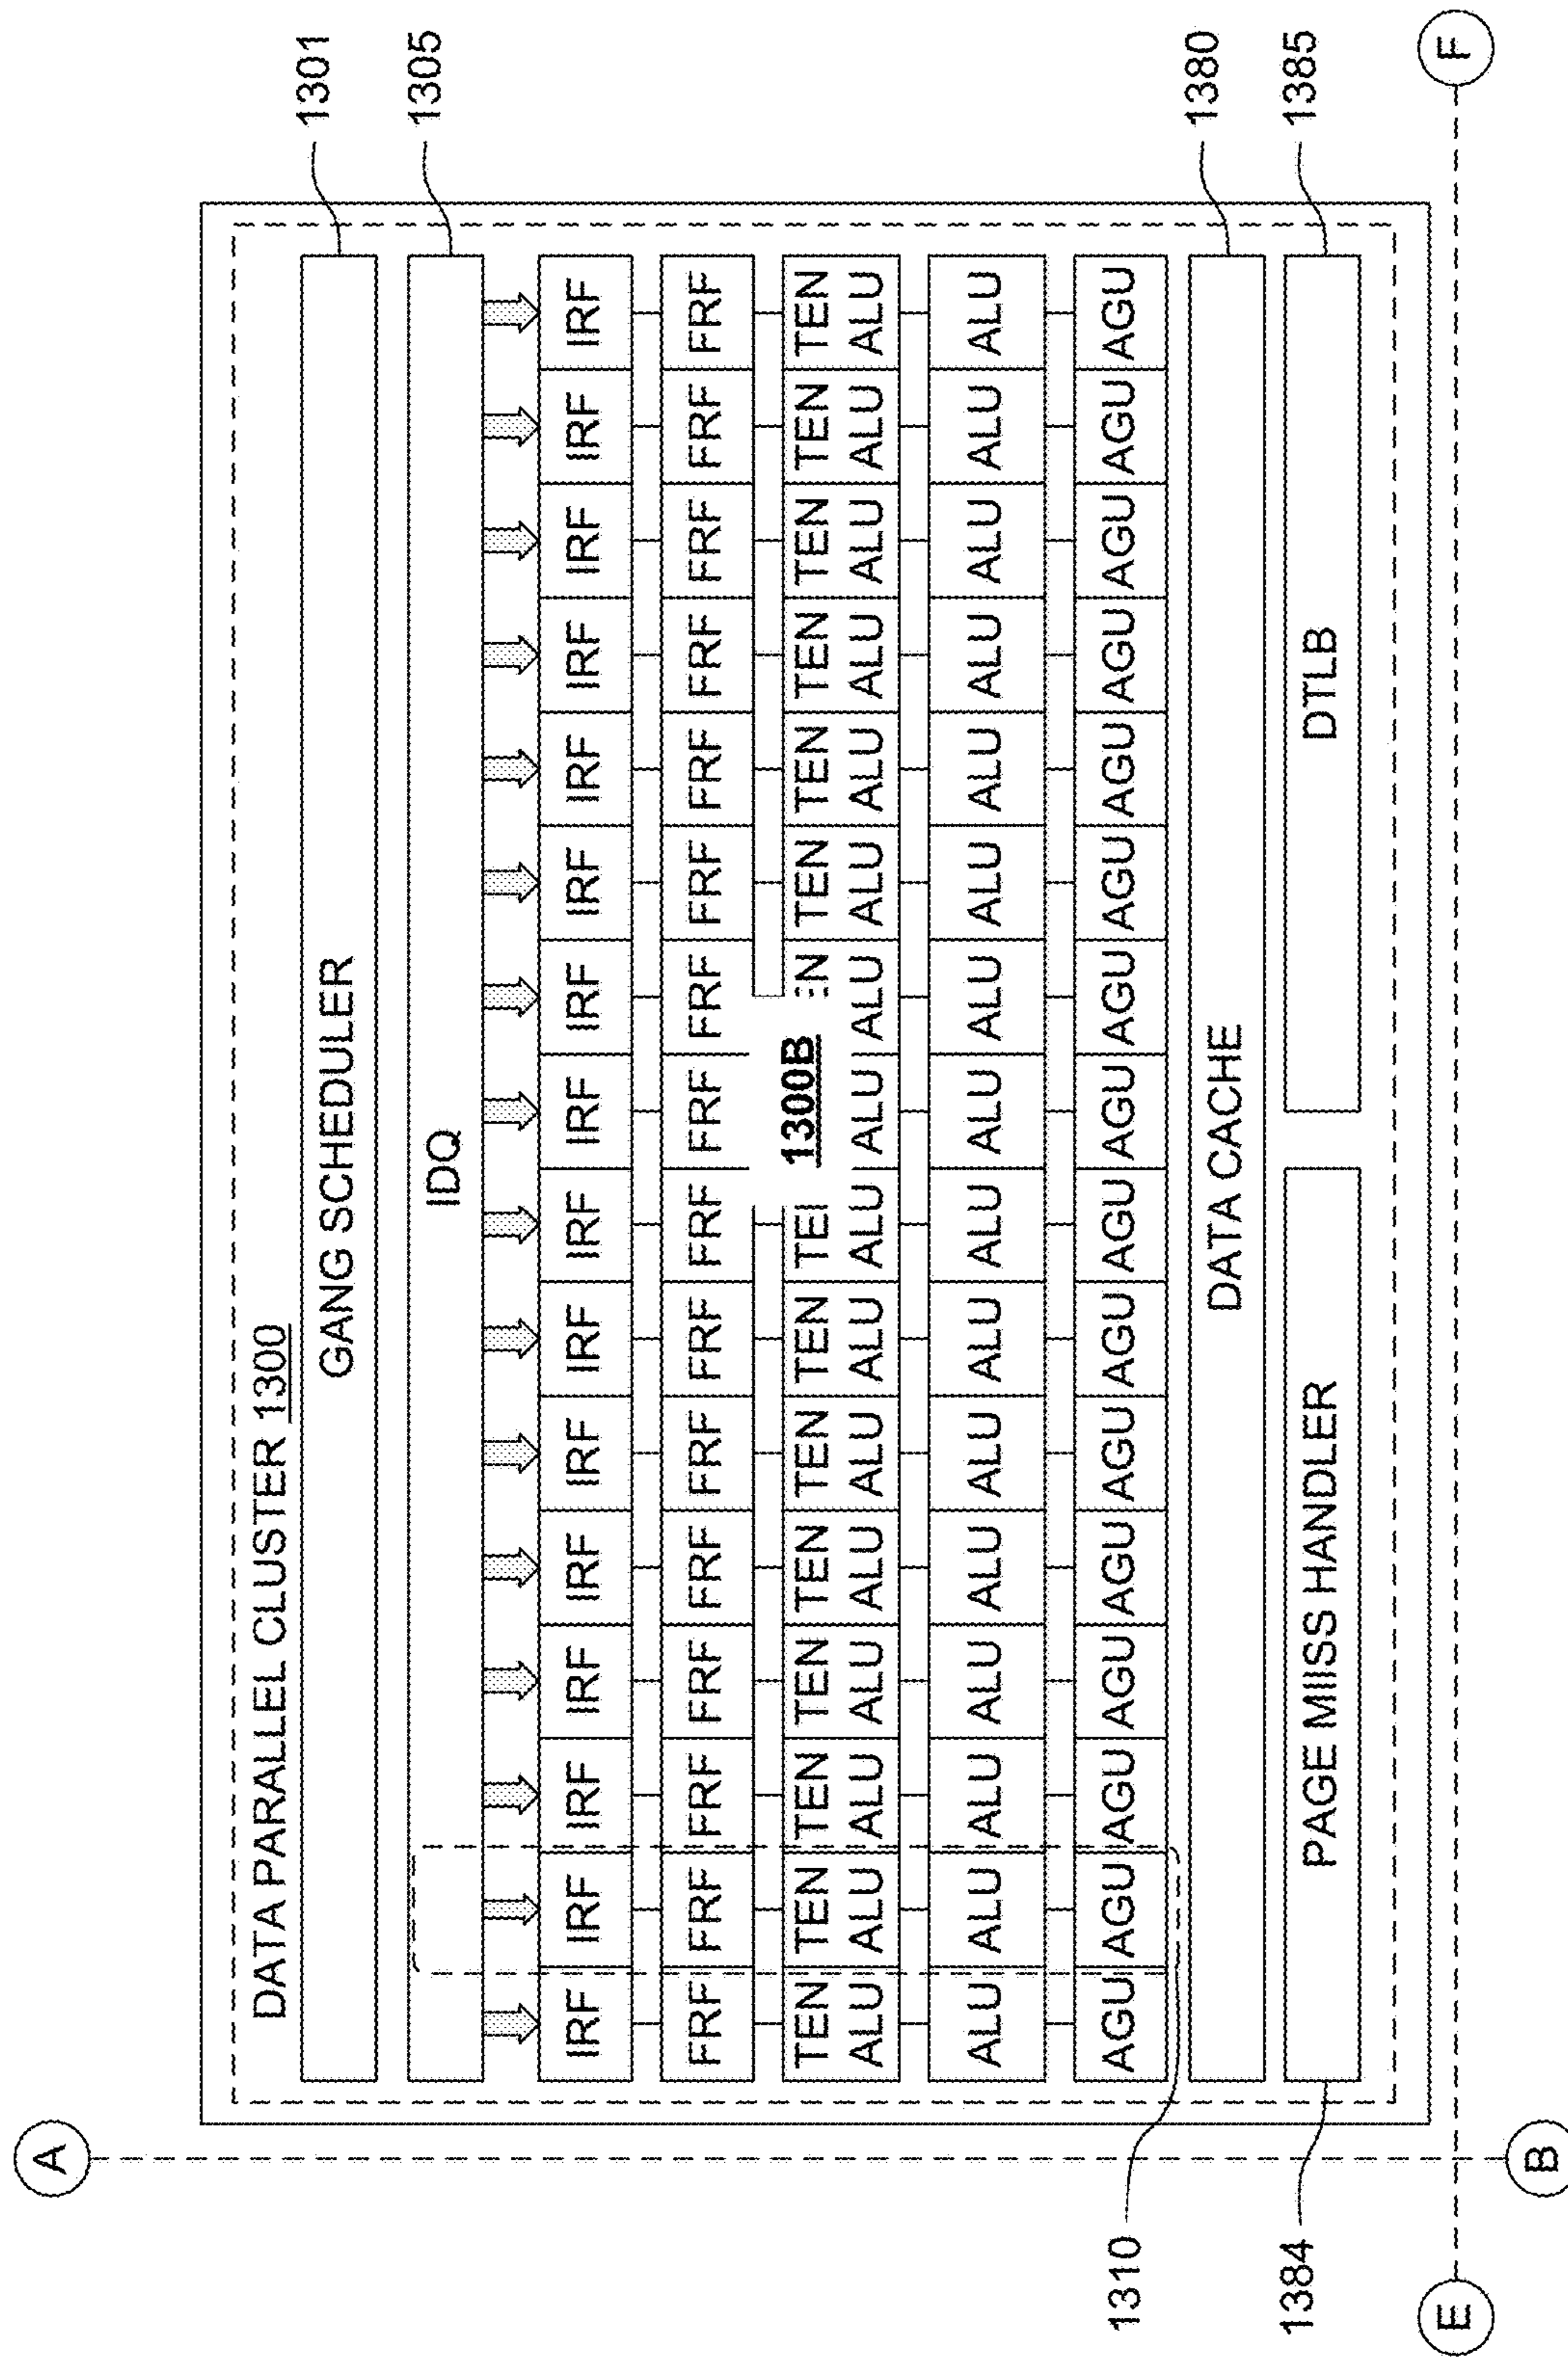 A
DATA PARALLEL CLUSTER 1300
GANG SCHEDULER
1301
IDQ
1305
IRF IRF IRF IRF IRF IRF IRF IRF IRF IRF IRF IRF IRF IRF IRF IRF
FRF FRF FRF FRF FRF FRF FRF FRF FRF FRF FRF FRF FRF FRF FRF FRF
TEN TEN TEN TEN TEN TEN TEN 1300B TEN TEN TEN TEN TEN TEN
ALU ALU ALU ALU ALU ALU ALU ALU ALU ALU ALU ALU ALU ALU ALU ALU
ALU ALU ALU ALU ALU ALU ALU ALU ALU ALU ALU ALU ALU ALU ALU ALU
AGU AGU AGU AGU AGU AGU AGU AGU AGU AGU AGU AGU AGU AGU AGU AGU
1310
DATA CACHE
1380
1384
PAGE MIISS HANDLER
DTLB
1385
E
F
B